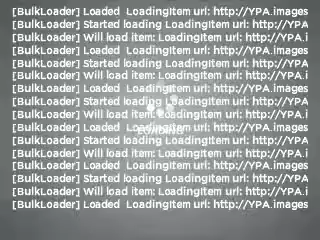 [BulkLoader] Loaded  LoadingItem url: http://YPA.images
[BulkLoader] Started loading LoadingItem url: http://YPA
[BulkLoader] Will load item: LoadingItem url: http://YPA.i
[BulkLoader] Loaded  LoadingItem url: http://YPA.images
[BulkLoader] Started loading LoadingItem url: http://YPA
[BulkLoader] Will load item: LoadingItem url: http://YPA.i
[BulkLoader] Loaded  LoadingItem url: http://YPA.images
[BulkLoader] Started loading LoadingItem url: http://YPA
[BulkLoader] Will load item: LoadingItem url: http://YPA.i
[BulkLoader] Loaded  LoadingItem url: http://YPA.images
LOADING
[BulkLoader] Started loading LoadingItem url: http://YPA
[BulkLoader] Will load item: LoadingItem url: http://YPA.i
[BulkLoader] Loaded  LoadingItem url: http://YPA.images
[BulkLoader] Started loading LoadingItem url: http://YPA
[BulkLoader] Will load item: LoadingItem url: http://YPA.i
[BulkLoader] Loaded  LoadingItem url: http://YPA.images